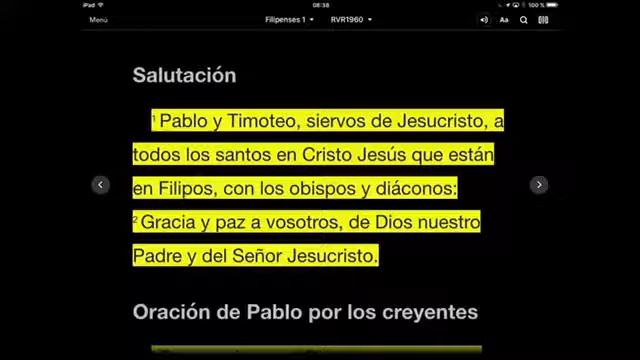 iPad 08:38 100 %
Menú Filipenses 1 RVR1960 Aa
Salutación
1 Pablo y Timoteo, siervos de Jesucristo, a
todos los santos en Cristo Jesús que están
en Filipos, con los obispos y diáconos:
2 Gracia y paz a vosotros, de Dios nuestro
Padre y del Señor Jesucristo.
Oración de Pablo por los creyentes